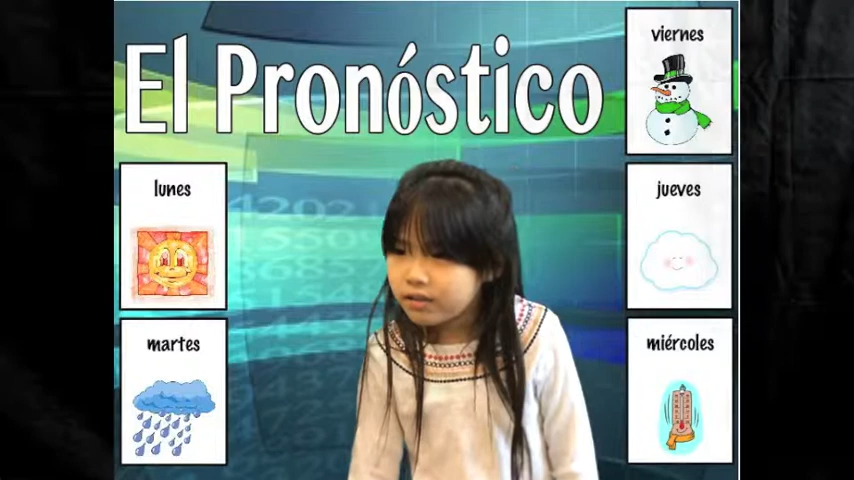 El Pronóstico
lunes
martes
miércoles
jueves
viernes